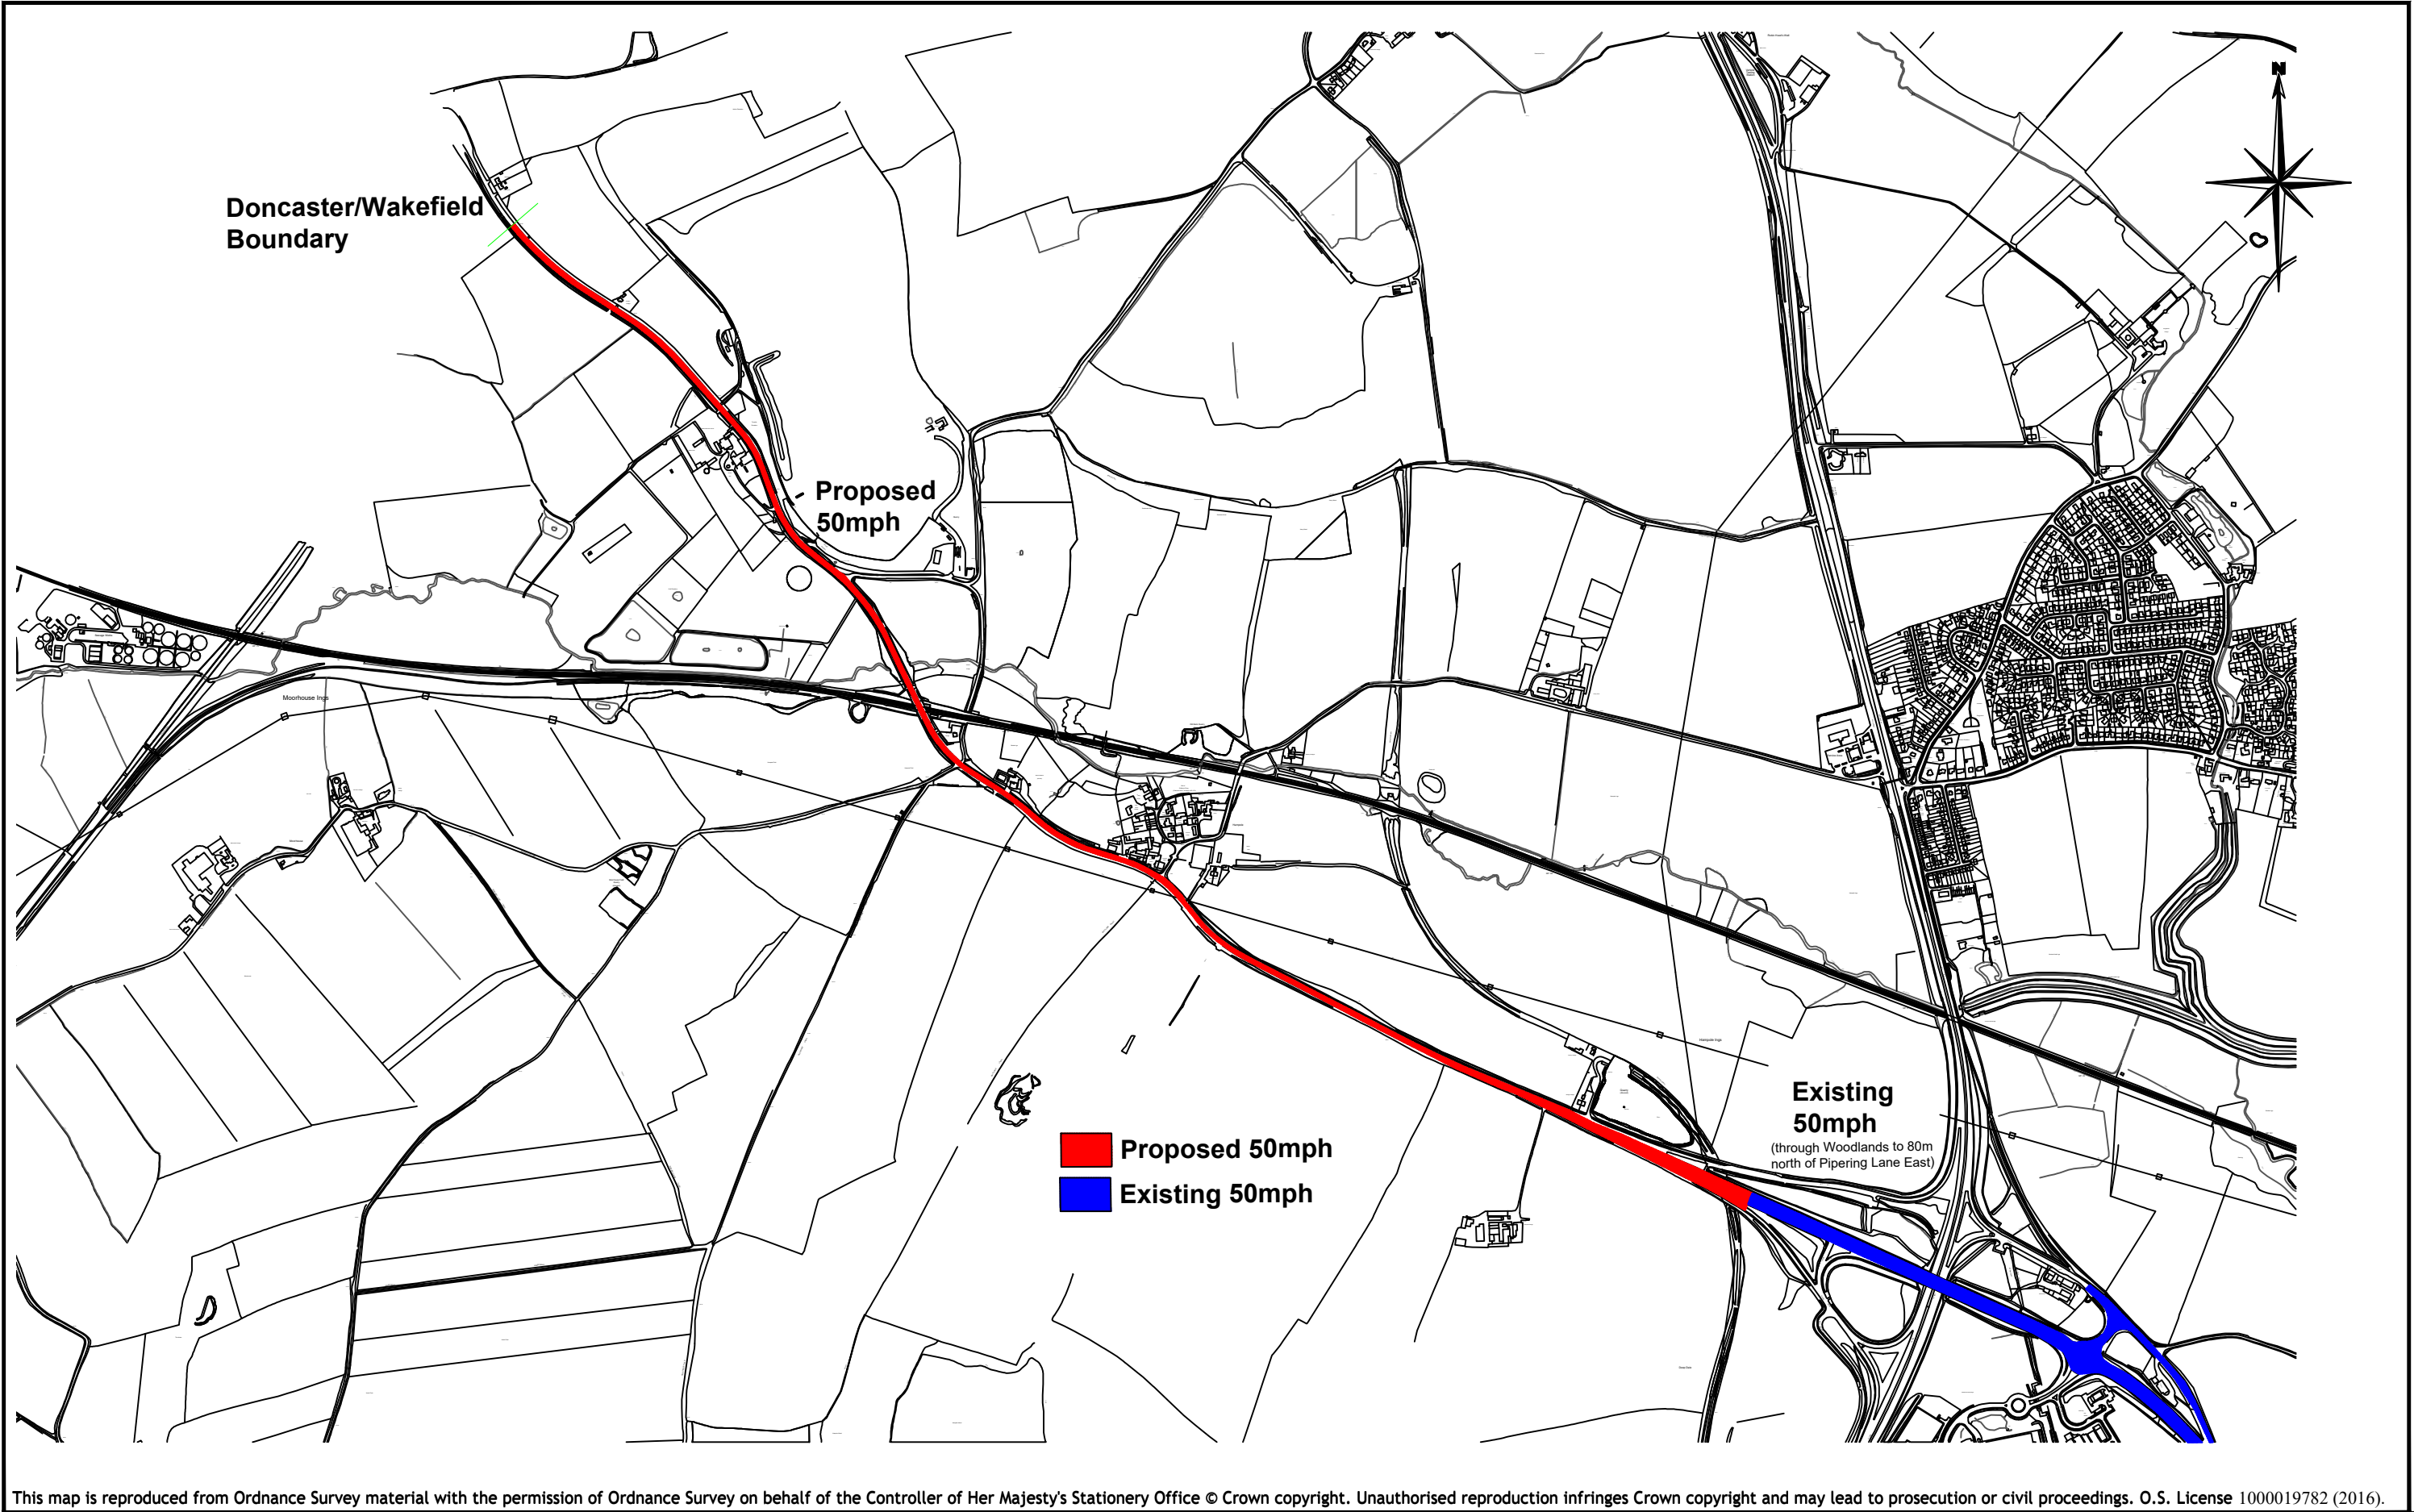 N
Doncaster/Wakefield
Boundary
Proposed
50mph
Moorhouse Ings
Existing
50mph
(through Woodlands to 80m
north of Pipering Lane East)
Proposed 50mph
Existing 50mph
This map is reproduced from Ordnance Survey material with the permission of Ordnance Survey on behalf of the Controller of Her Majesty's Stationery Office © Crown copyright. Unauthorised reproduction infringes Crown copyright and may lead to prosecution or civil proceedings. O.S. License 1000019782 (2016).